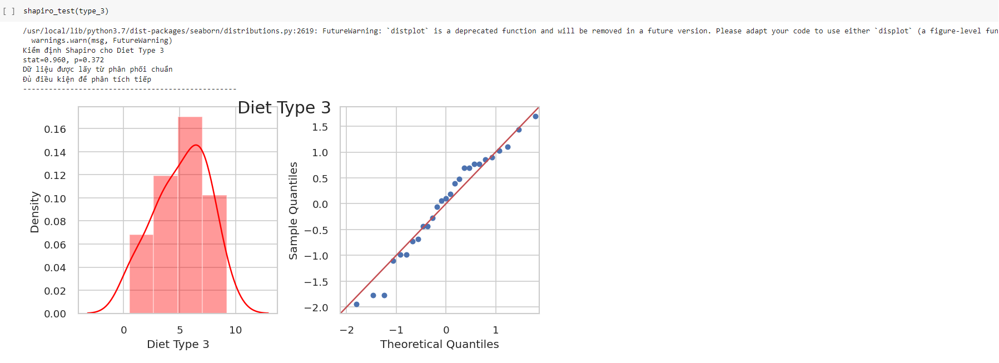 [ ] shapiro_test(type_3)
/usr/local/lib/python3.7/dist-packages/seaborn/distributions.py:2619: FutureWarning: `distplot` is a deprecated function and will be removed in a future version. Please adapt your code to use either `displot` (a figure-level fun
warnings.warn(msg, FutureWarning)
Kiểm định Shapiro cho Diet Type 3
stat=0.960, p=0.372
Dữ liệu được lấy từ phân phối chuẩn
Đủ điều kiện để phân tích tiếp
--------------------------------------------------
Diet Type 3
0.16
0.14
0.12
0.10
0.08
0.06
0.04
0.02
0.00
Density
0 5 10
Diet Type 3
1.5
1.0
0.5
0.0
−0.5
−1.0
−1.5
−2.0
Sample Quantiles
−2 −1 0 1
Theoretical Quantiles